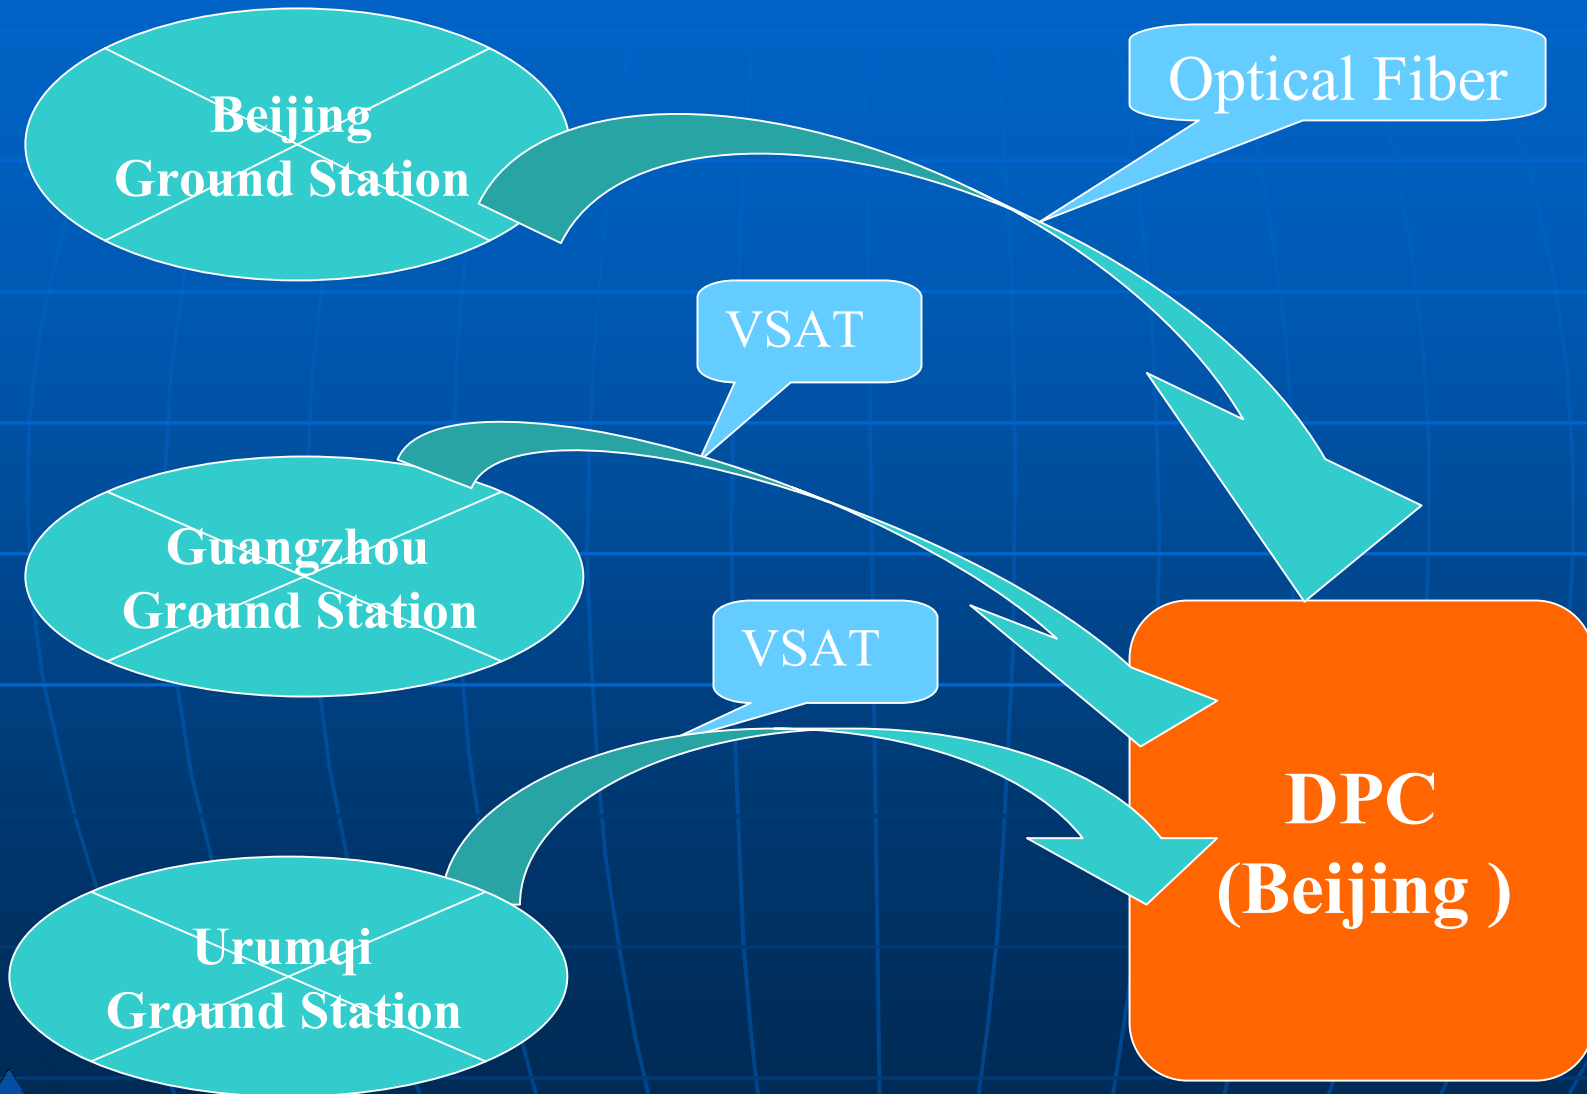 Beijing
Ground Station
Optical Fiber
VSAT
Guangzhou
Ground Station
VSAT
DPC
(Beijing )
Urumqi
Ground Station